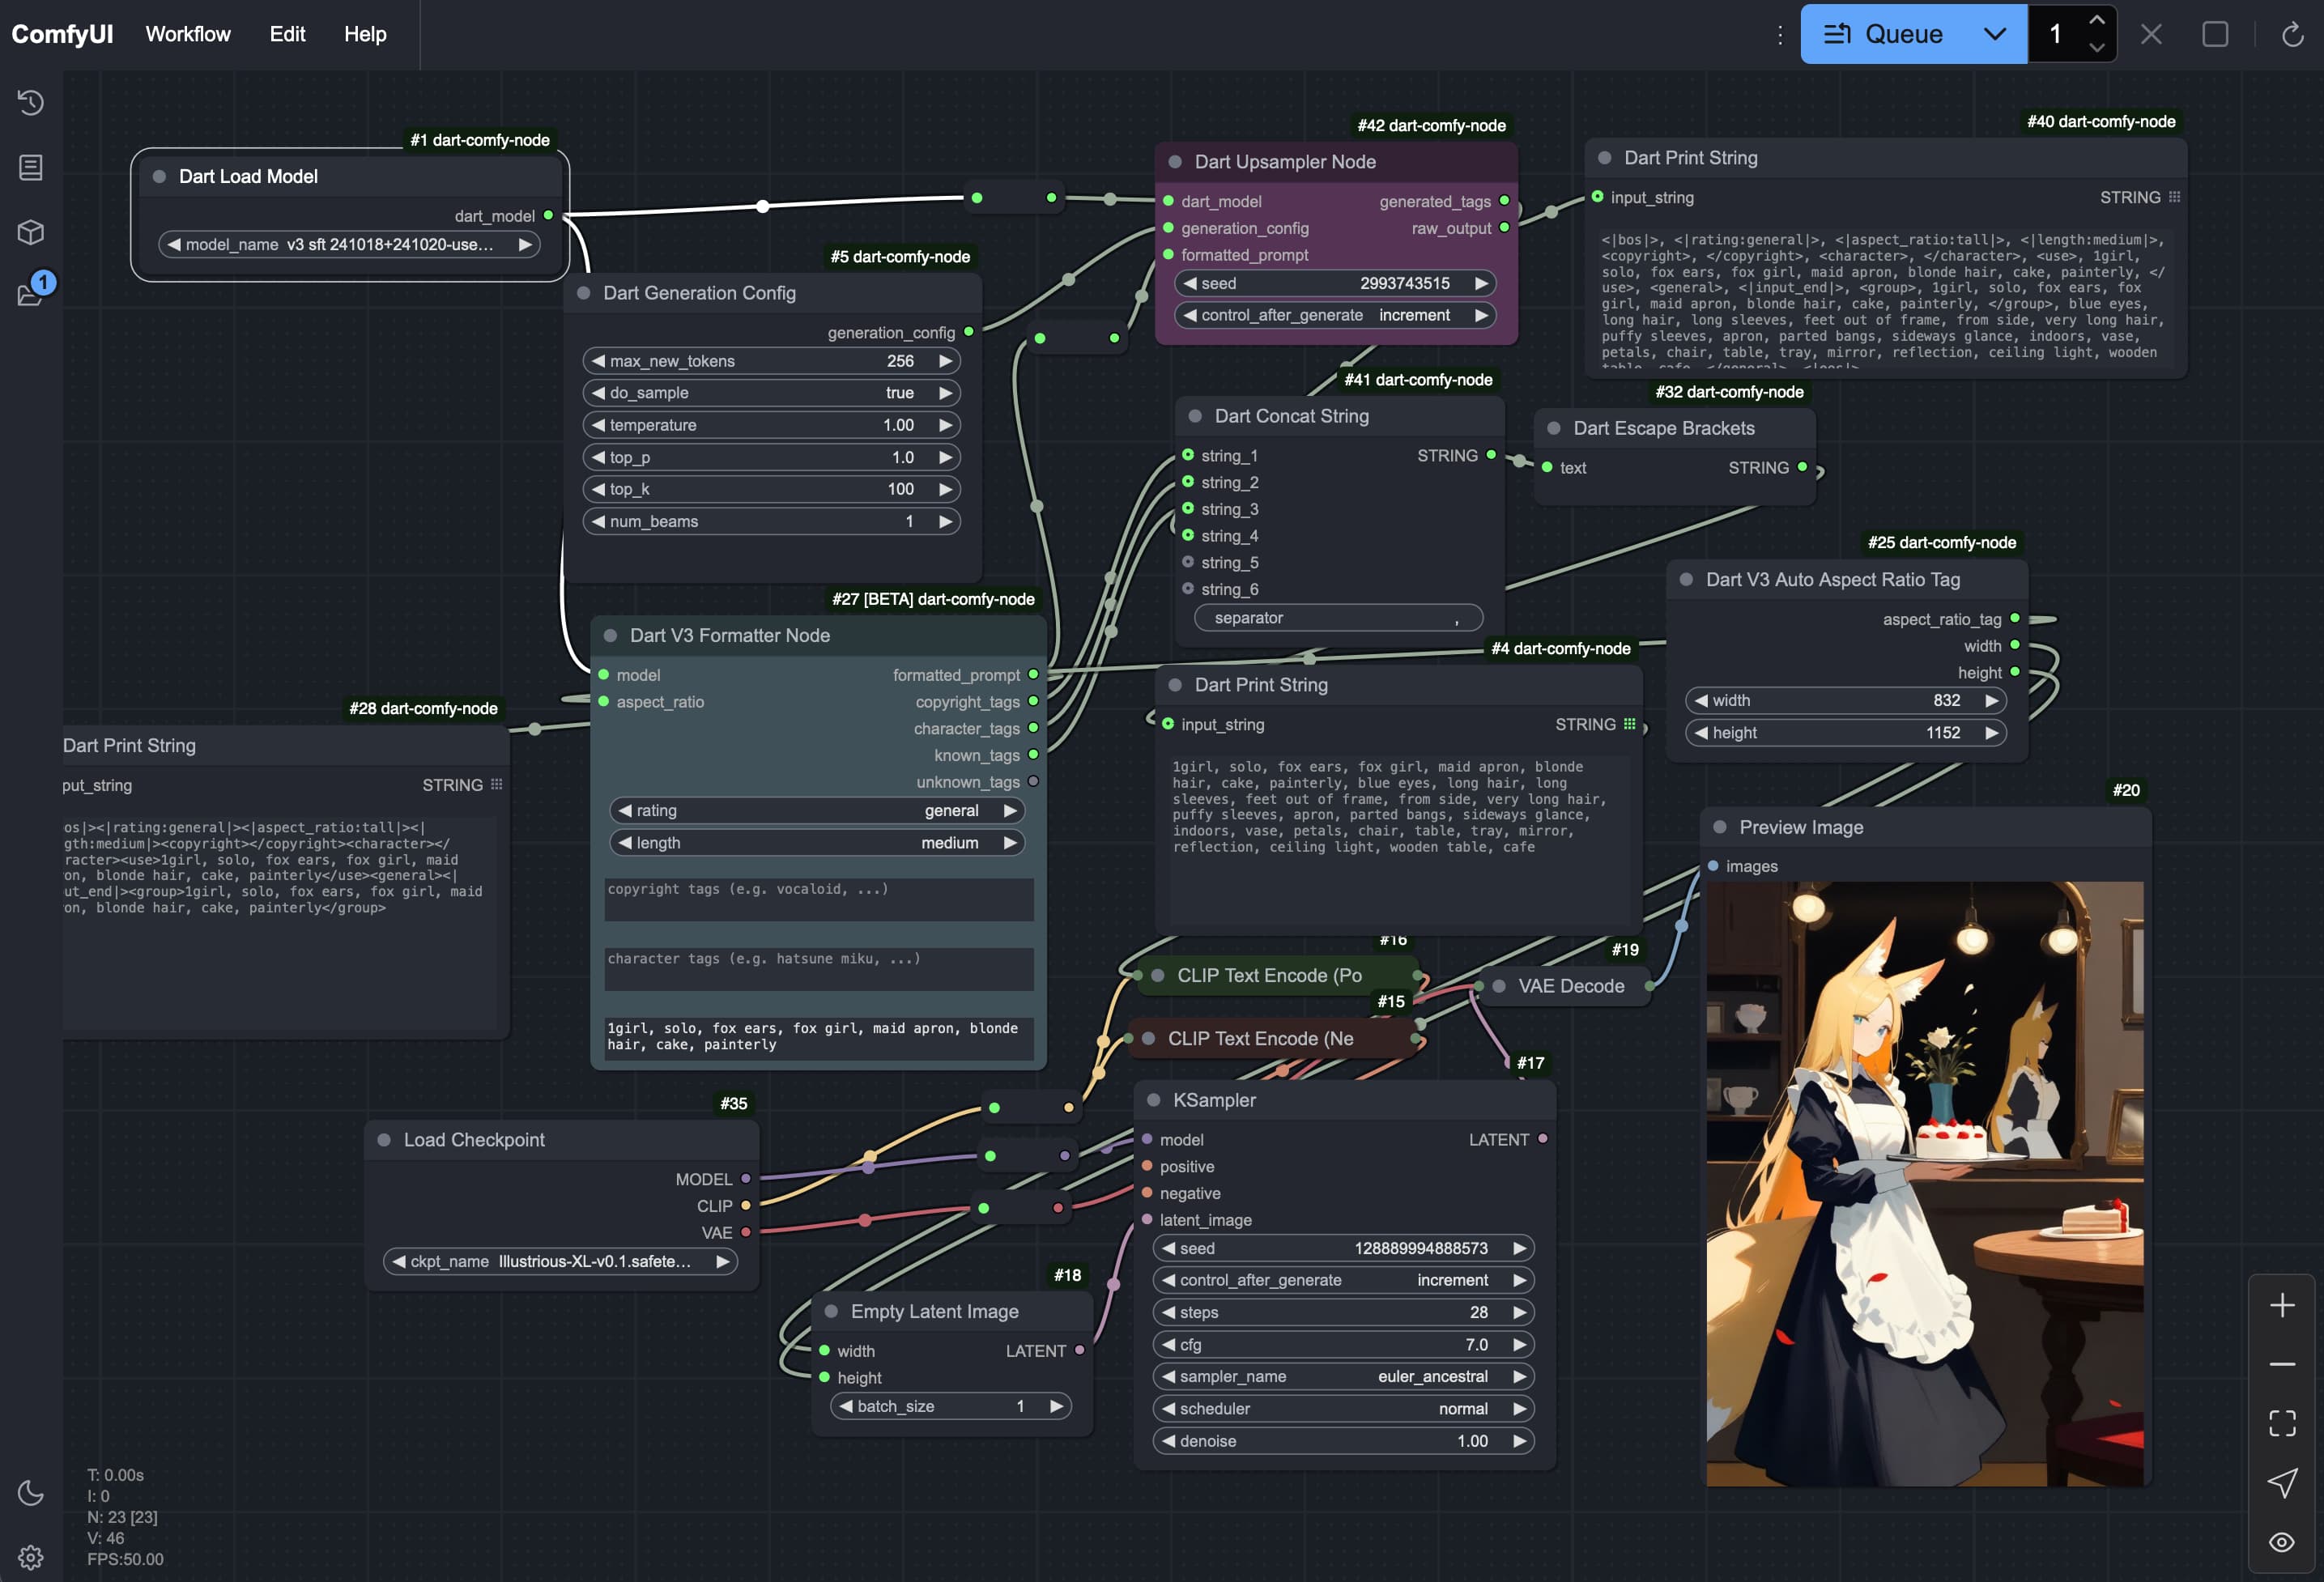 ComfyUI
Workflow
Edit
Help
Queue
1
1
#1 dart-comfy-node
Dart Load Model
dart_model
model_name v3 sft 241018+241020-use...
#5 dart-comfy-node
Dart Generation Config
generation_config
max_new_tokens 256
do_sample true
temperature 1.00
top_p 1.0
top_k 100
num_beams 1
#42 dart-comfy-node
Dart Upsampler Node
dart_model generated_tags
generation_config raw_output
formatted_prompt
seed 2993743515
control_after_generate increment
#40 dart-comfy-node
Dart Print String
input_string STRING
<|bos|>, <|rating:general|>, <|aspect_ratio:tall|>, <|length:medium|>,
<copyright>, </copyright>, <character>, </character>, <use>, 1girl,
solo, fox ears, fox girl, maid apron, blonde hair, cake, painterly, </
use>, <general>, <|input_end|>, <group>, 1girl, solo, fox ears, fox
girl, maid apron, blonde hair, cake, painterly, </group>, blue eyes,
long hair, long sleeves, feet out of frame, from side, very long hair,
puffy sleeves, apron, parted bangs, sideways glance, indoors, vase,
petals, chair, table, tray, mirror, reflection, ceiling light, wooden
table, cafe, </general>, <|eos|>
#41 dart-comfy-node
Dart Concat String
string_1 STRING
string_2
string_3
string_4
string_5
string_6
separator ,
#32 dart-comfy-node
Dart Escape Brackets
text STRING
#25 dart-comfy-node
Dart V3 Auto Aspect Ratio Tag
aspect_ratio_tag
width
height
width 832
height 1152
#27 [BETA] dart-comfy-node
Dart V3 Formatter Node
model formatted_prompt
aspect_ratio copyright_tags
character_tags
known_tags
unknown_tags
rating general
length medium
copyright tags (e.g. vocaloid, ...)
character tags (e.g. hatsune miku, ...)
1girl, solo, fox ears, fox girl, maid apron, blonde
hair, cake, painterly
#28 dart-comfy-node
Dart Print String
put_string STRING
os|><|rating:general|><|aspect_ratio:tall|><|
gth:medium|><copyright></copyright><character></
racter><use>1girl, solo, fox ears, fox girl, maid
on, blonde hair, cake, painterly</use><general><|
ut_end|><group>1girl, solo, fox ears, fox girl, maid
on, blonde hair, cake, painterly</group>
#4 dart-comfy-node
Dart Print String
input_string STRING
1girl, solo, fox ears, fox girl, maid apron, blonde
hair, cake, painterly, blue eyes, long hair, long
sleeves, feet out of frame, from side, very long hair,
puffy sleeves, apron, parted bangs, sideways glance,
indoors, vase, petals, chair, table, tray, mirror,
reflection, ceiling light, wooden table, cafe
#20
Preview Image
images
#16
CLIP Text Encode (Po
#15
CLIP Text Encode (Ne
#19
VAE Decode
#17
KSampler
model LATENT
positive
negative
latent_image
seed 128889994888573
control_after_generate increment
steps 28
cfg 7.0
sampler_name euler_ancestral
scheduler normal
denoise 1.00
#35
Load Checkpoint
MODEL
CLIP
VAE
ckpt_name Illustrious-XL-v0.1.safete...
#18
Empty Latent Image
width LATENT
height
batch_size 1
T: 0.00s
I: 0
N: 23 [23]
V: 46
FPS:50.00